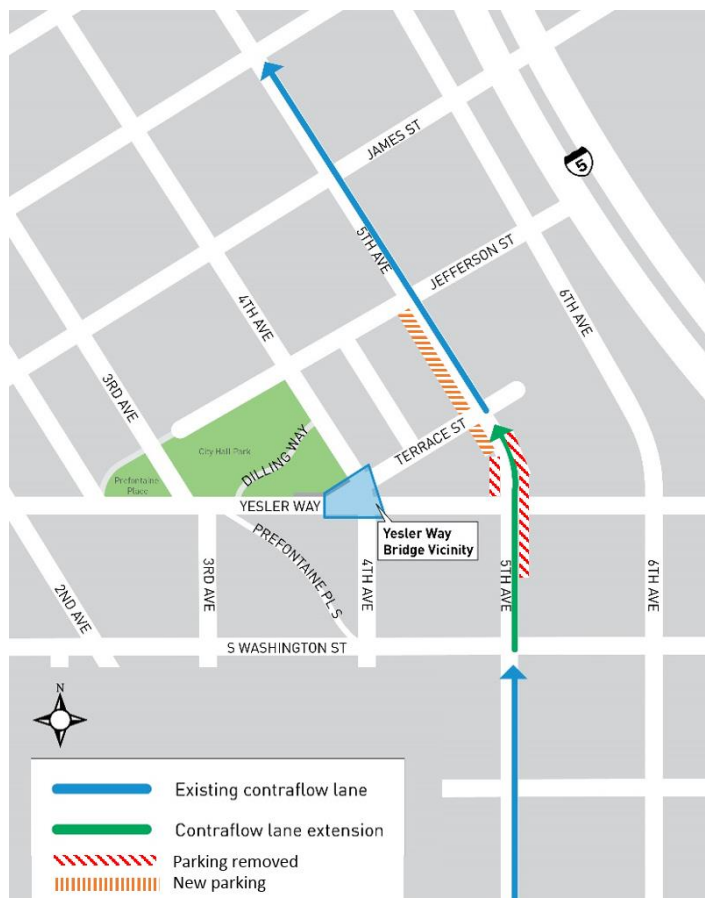 JAMES ST
5
5TH AVE
JEFFERSON ST
6TH AVE
4TH AVE
3RD AVE
City Hall Park
DILLING WAY
TERRACE ST
Prefontaine
Place
YESLER WAY
Yesler Way
Bridge Vicinity
PREFONTAINE PL S
2ND AVE
3RD AVE
4TH AVE
5TH AVE
6TH AVE
S WASHINGTON ST
N
Existing contraflow lane
Contraflow lane extension
Parking removed
New parking